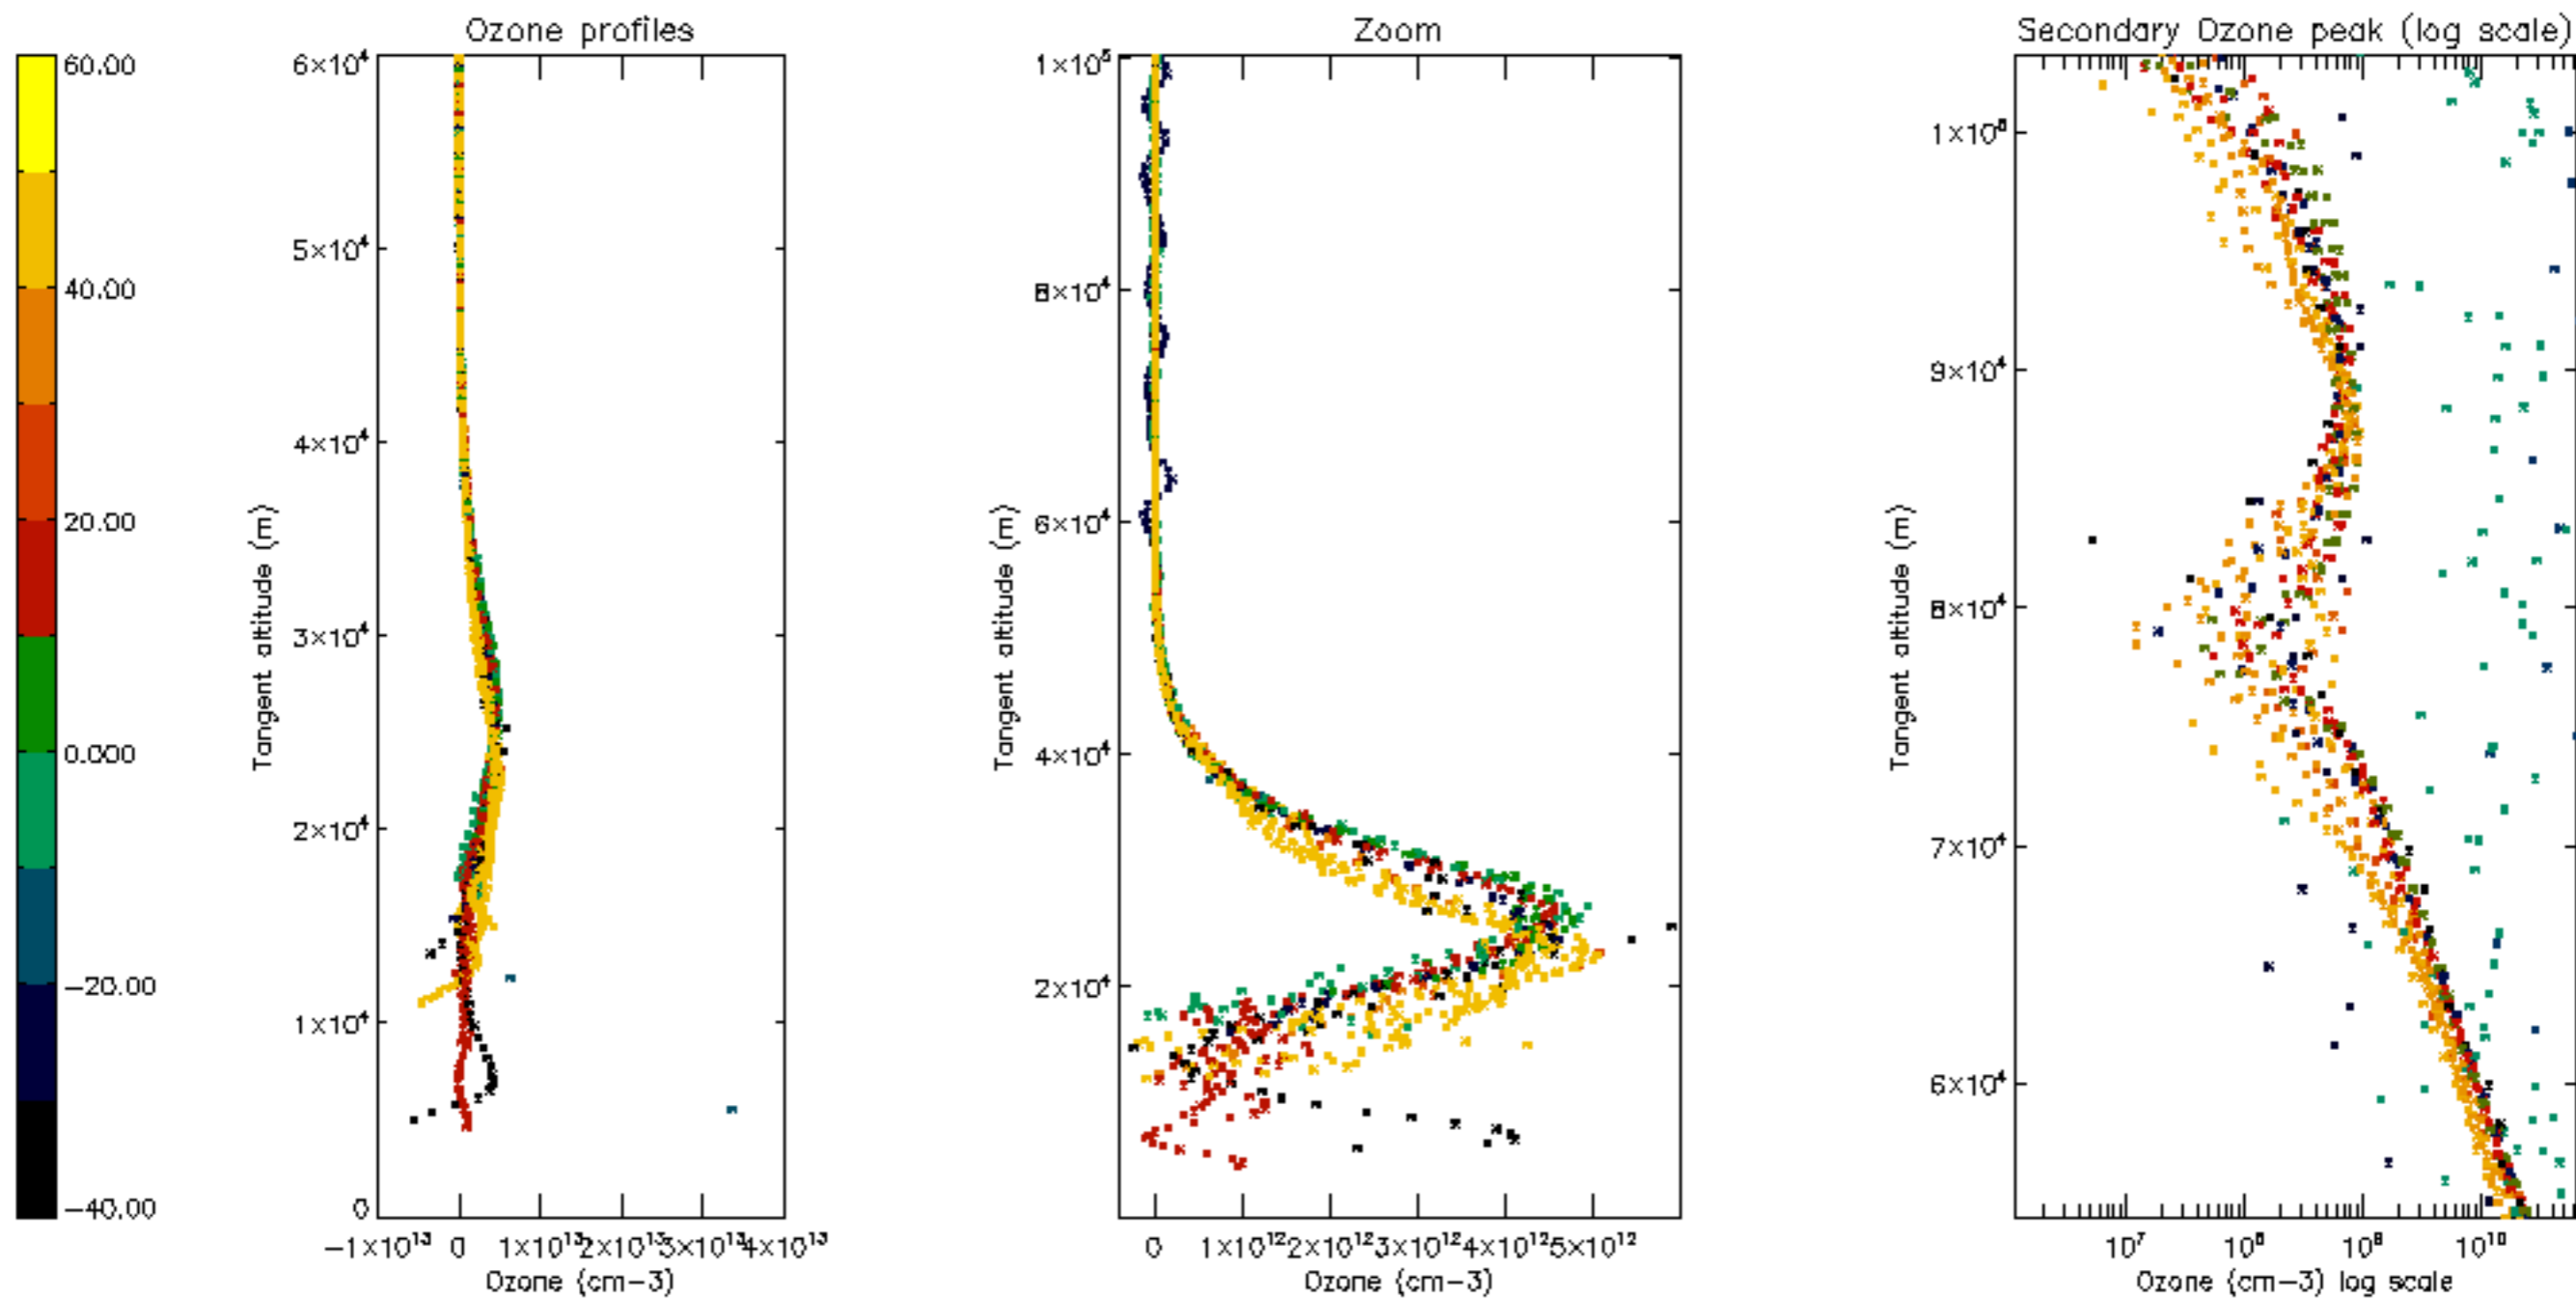 Ozone profiles
Zoom
Secondary Ozone peak (log scale)
60.00
40.00
20.00
0.000
−20.00
−40.00
6×10⁴
5×10⁴
4×10⁴
3×10⁴
2×10⁴
1×10⁴
0
Tangent altitude (m)
−1×10¹³ 0 1×10¹³ 2×10¹³ 3×10¹³ 4×10¹³
Ozone (cm−3)
1×10⁵
8×10⁴
6×10⁴
4×10⁴
2×10⁴
Tangent altitude (m)
0 1×10¹² 2×10¹² 3×10¹² 4×10¹² 5×10¹²
Ozone (cm−3)
1×10⁵
9×10⁴
8×10⁴
7×10⁴
6×10⁴
Tangent altitude (m)
10⁷ 10⁸ 10⁹ 10¹⁰
Ozone (cm−3) log scale